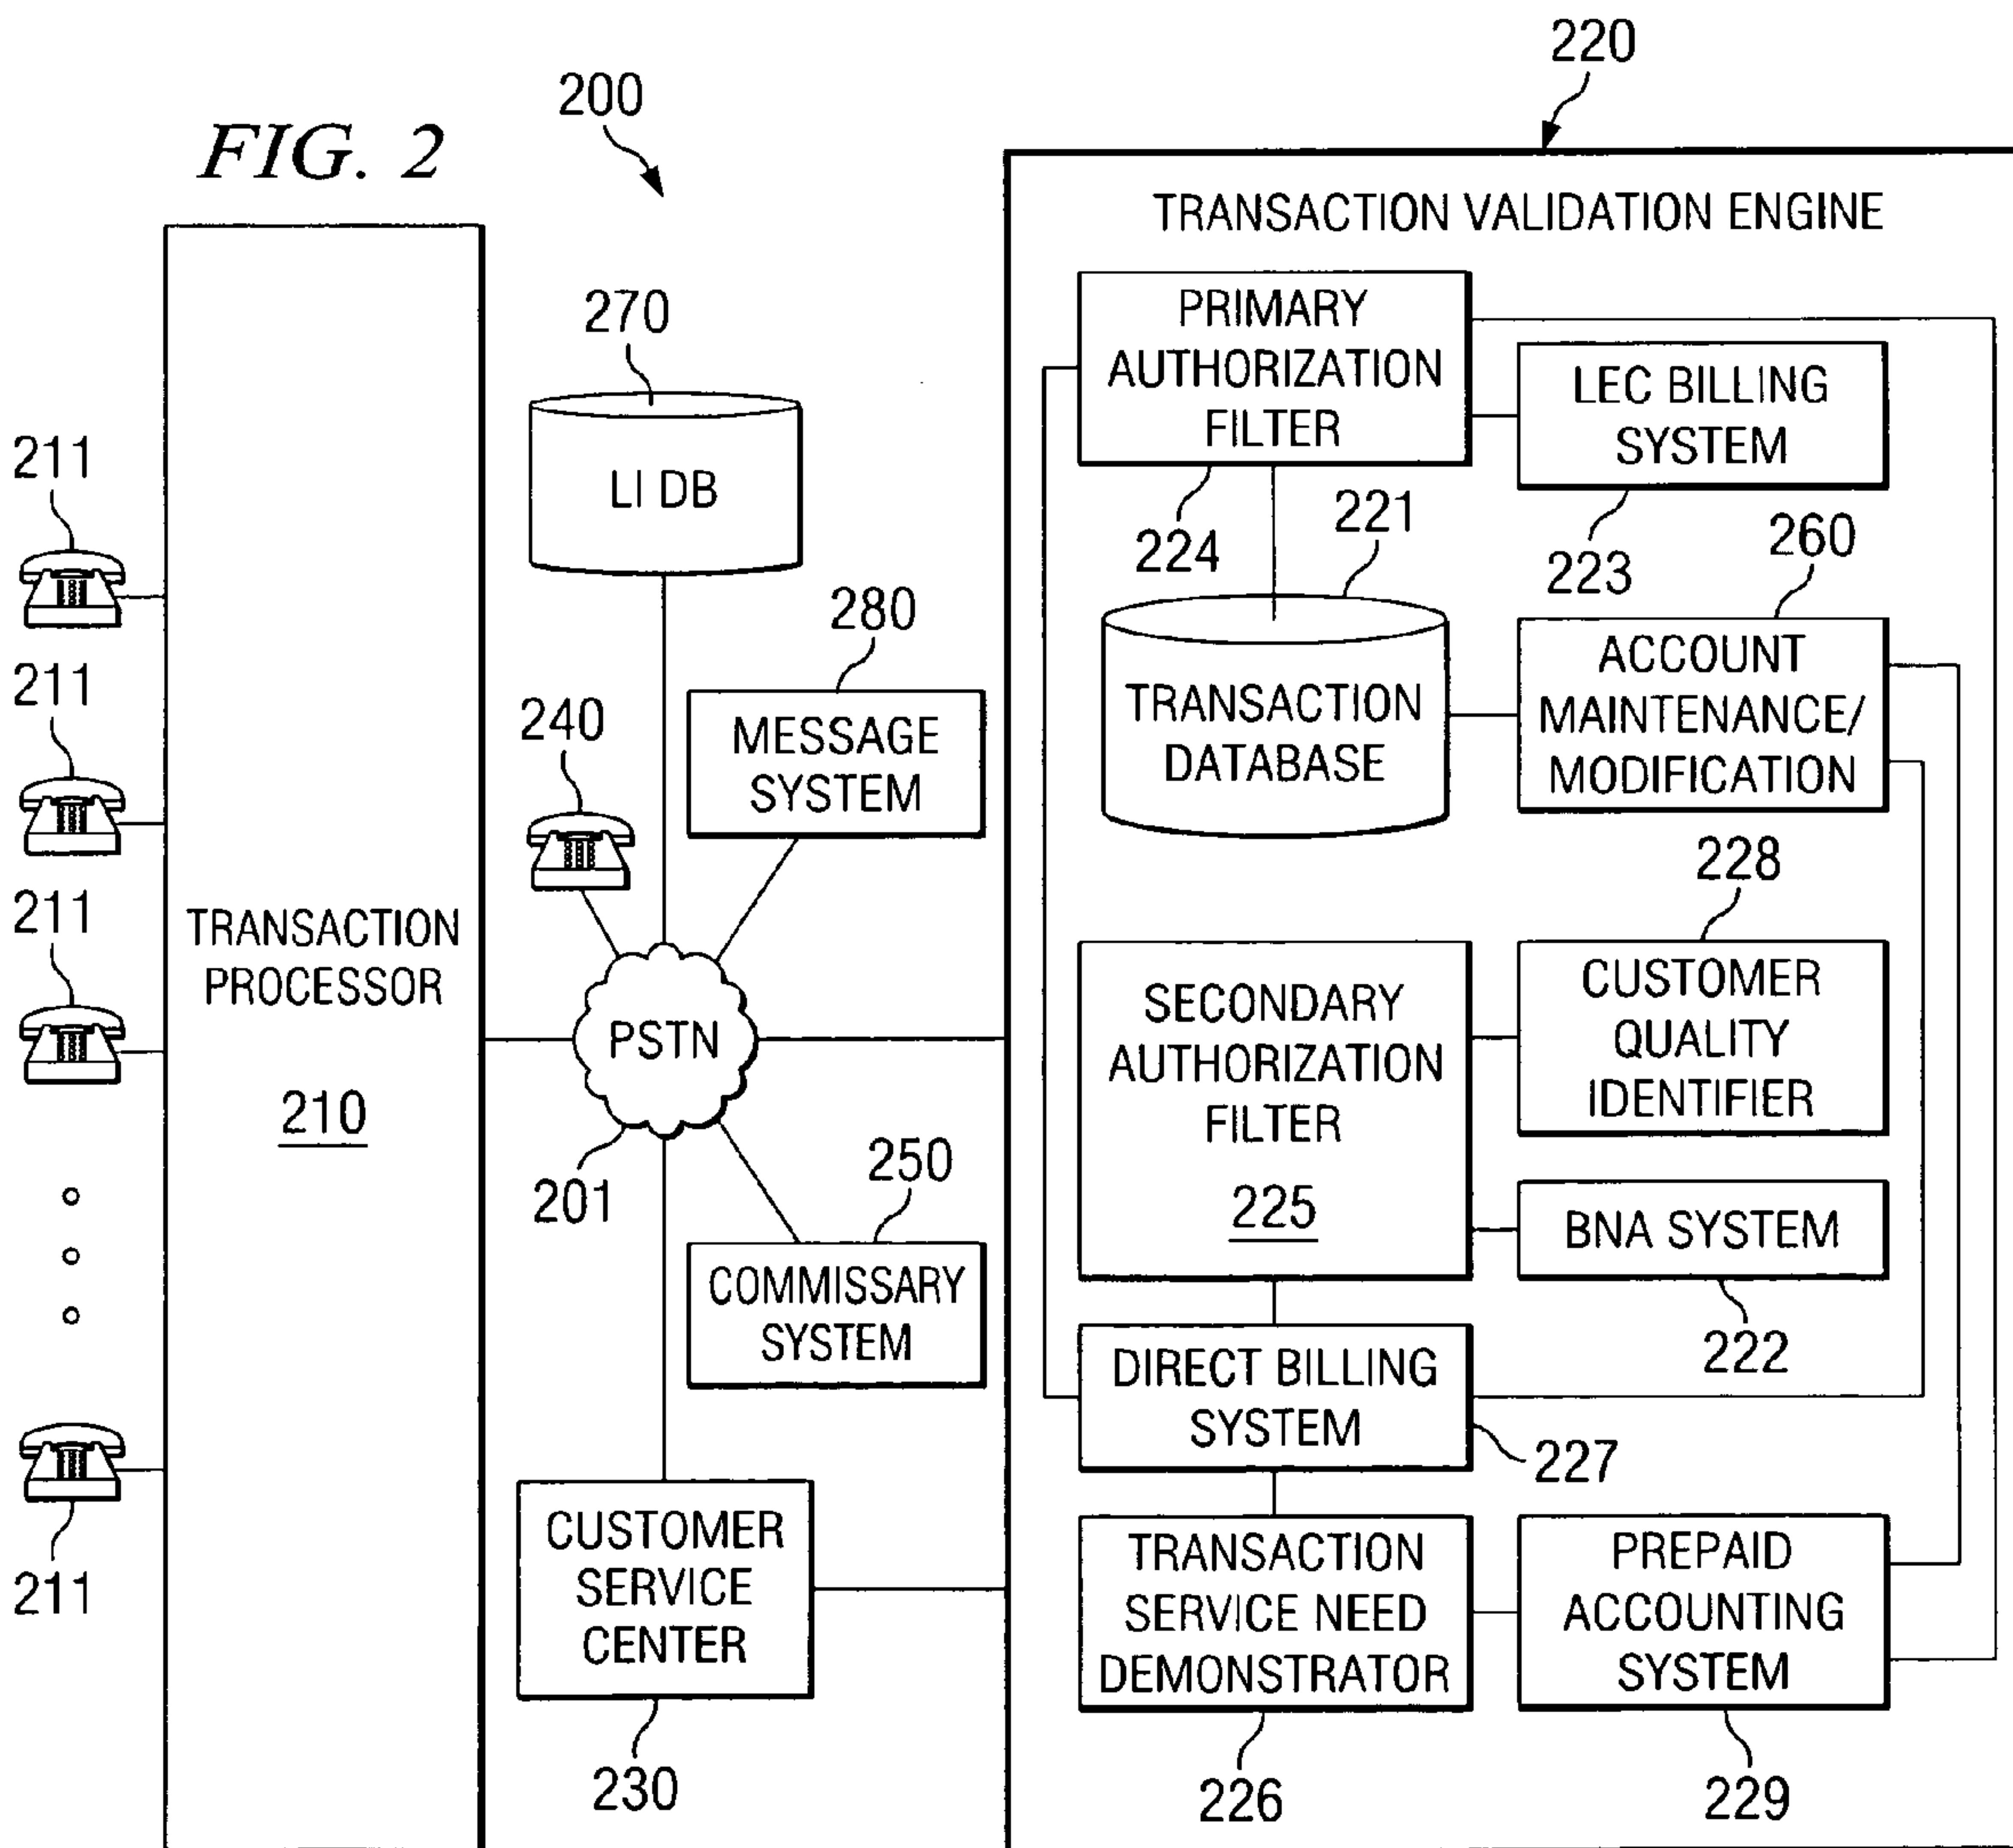 FIG. 2
200
220
TRANSACTION VALIDATION ENGINE
211
211
211
211
TRANSACTION
PROCESSOR
210
270
LI DB
280
MESSAGE
SYSTEM
240
PSTN
201
250
COMMISSARY
SYSTEM
CUSTOMER
SERVICE
CENTER
230
PRIMARY
AUTHORIZATION
FILTER
224
LEC BILLING
SYSTEM
223
221
TRANSACTION
DATABASE
260
ACCOUNT
MAINTENANCE/
MODIFICATION
228
SECONDARY
AUTHORIZATION
FILTER
225
CUSTOMER
QUALITY
IDENTIFIER
BNA SYSTEM
222
DIRECT BILLING
SYSTEM
227
TRANSACTION
SERVICE NEED
DEMONSTRATOR
226
PREPAID
ACCOUNTING
SYSTEM
229